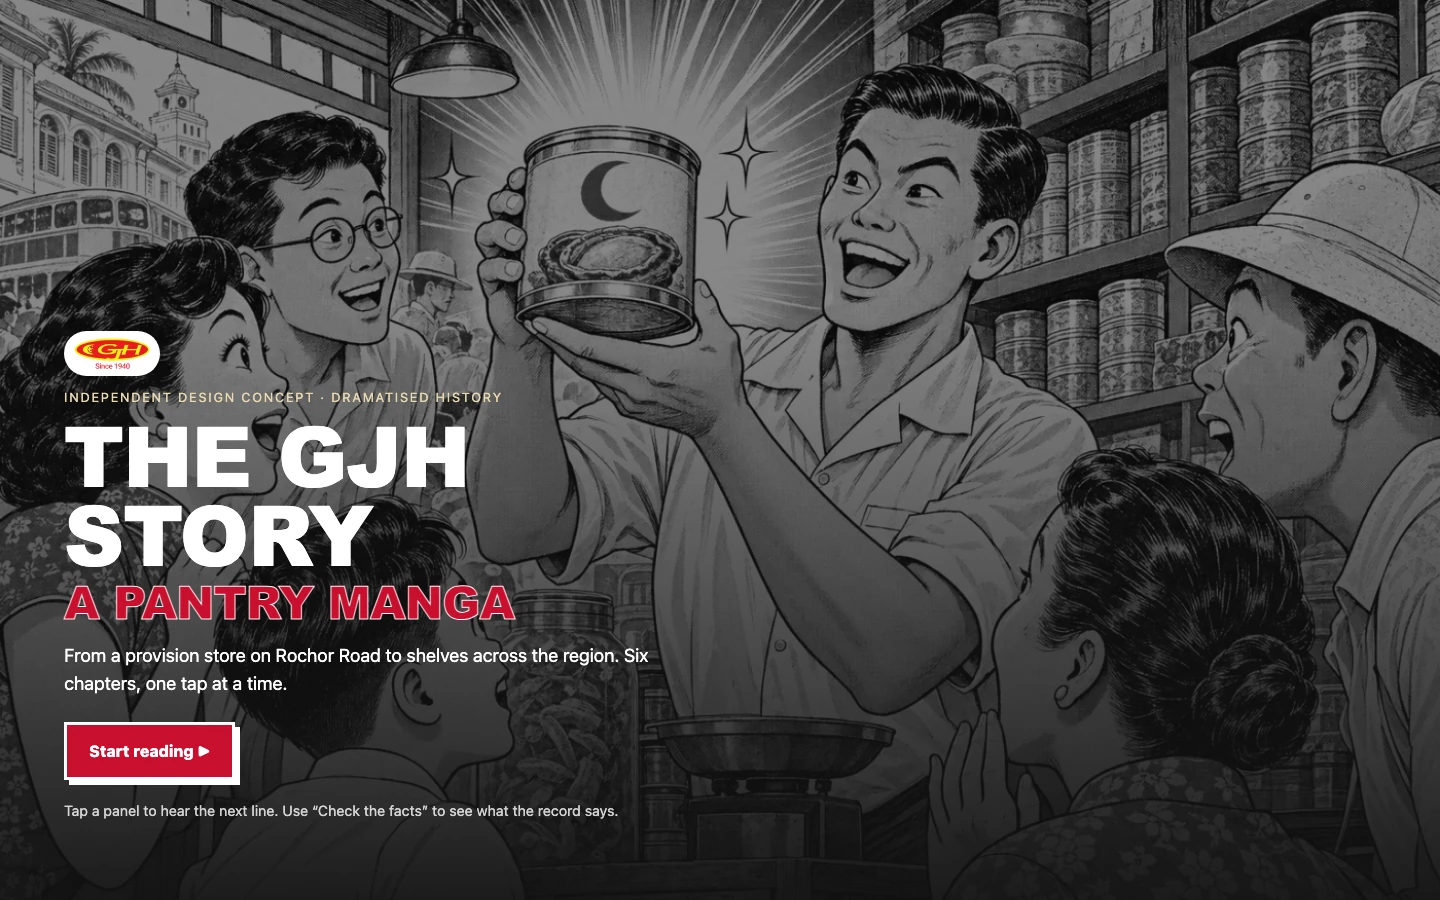 GJH
Since 1940
INDEPENDENT DESIGN CONCEPT · DRAMATISED HISTORY
THE GJH
STORY
A PANTRY MANGA
From a provision store on Rochor Road to shelves across the region. Six
chapters, one tap at a time.
Start reading ▶
Tap a panel to hear the next line. Use “Check the facts” to see what the record says.